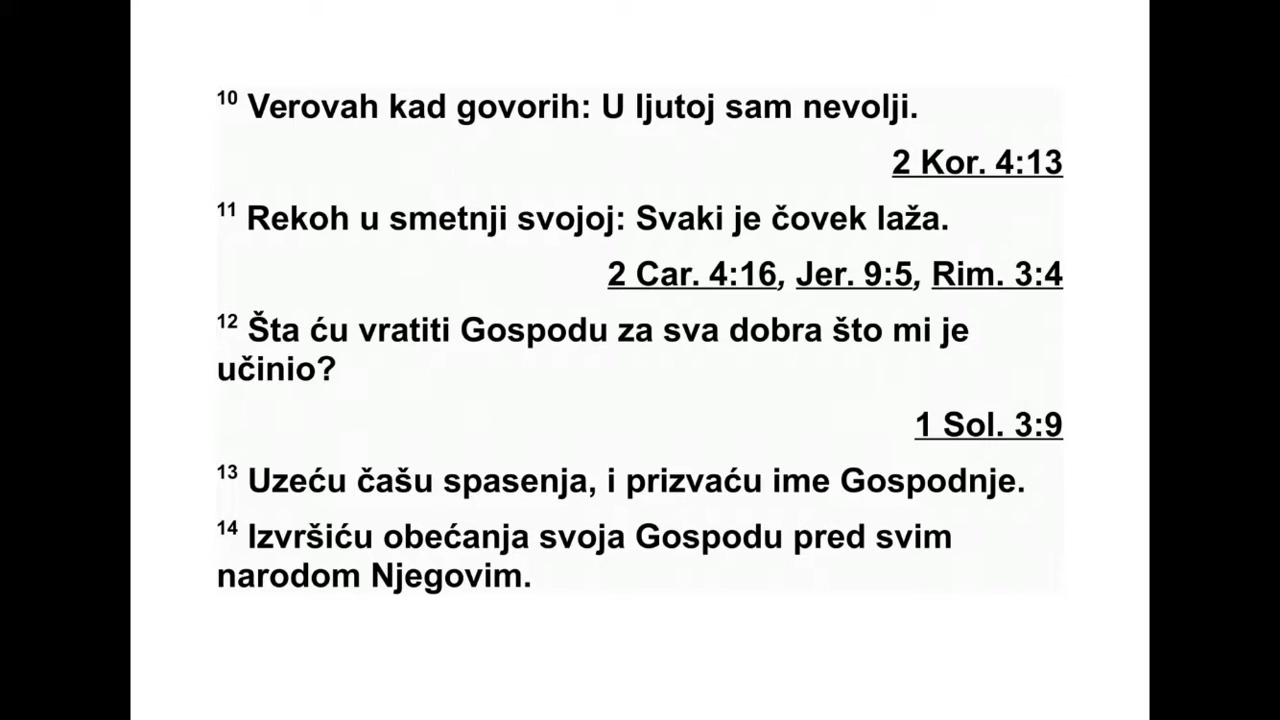 10 Verovah kad govorih: U ljutoj sam nevolji.
2 Kor. 4:13
11 Rekoh u smetnji svojoj: Svaki je čovek laža.
2 Car. 4:16, Jer. 9:5, Rim. 3:4
12 Šta ću vratiti Gospodu za sva dobra što mi je
učinio?
1 Sol. 3:9
13 Uzeću čašu spasenja, i prizvaću ime Gospodnje.
14 Izvršiću obećanja svoja Gospodu pred svim
narodom Njegovim.